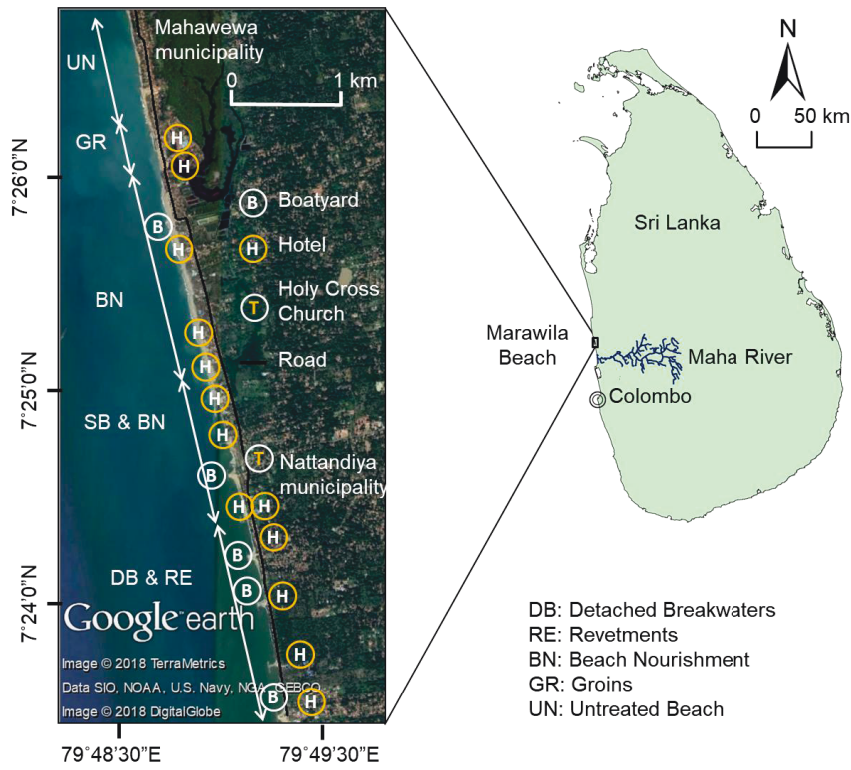 Mahawewa
municipality
UN
0 1 km
GR
7°26'0"N
H
H
B Boatyard
B
H
H Hotel
BN
T Holy Cross
Church
H
Road
H
7°25'0"N
H
SB & BN
H
T Nattandiya
municipality
B
H H
H
B
DB & RE
B
H
7°24'0"N
Google earth
H
Image © 2018 TerraMetrics
Data SIO, NOAA, U.S. Navy, NGA, GEBCO
B
H
Image © 2018 DigitalGlobe
79°48'30"E 79°49'30"E
N
0 50 km
Sri Lanka
Marawila
Beach
Maha River
Colombo
DB: Detached Breakwaters
RE: Revetments
BN: Beach Nourishment
GR: Groins
UN: Untreated Beach